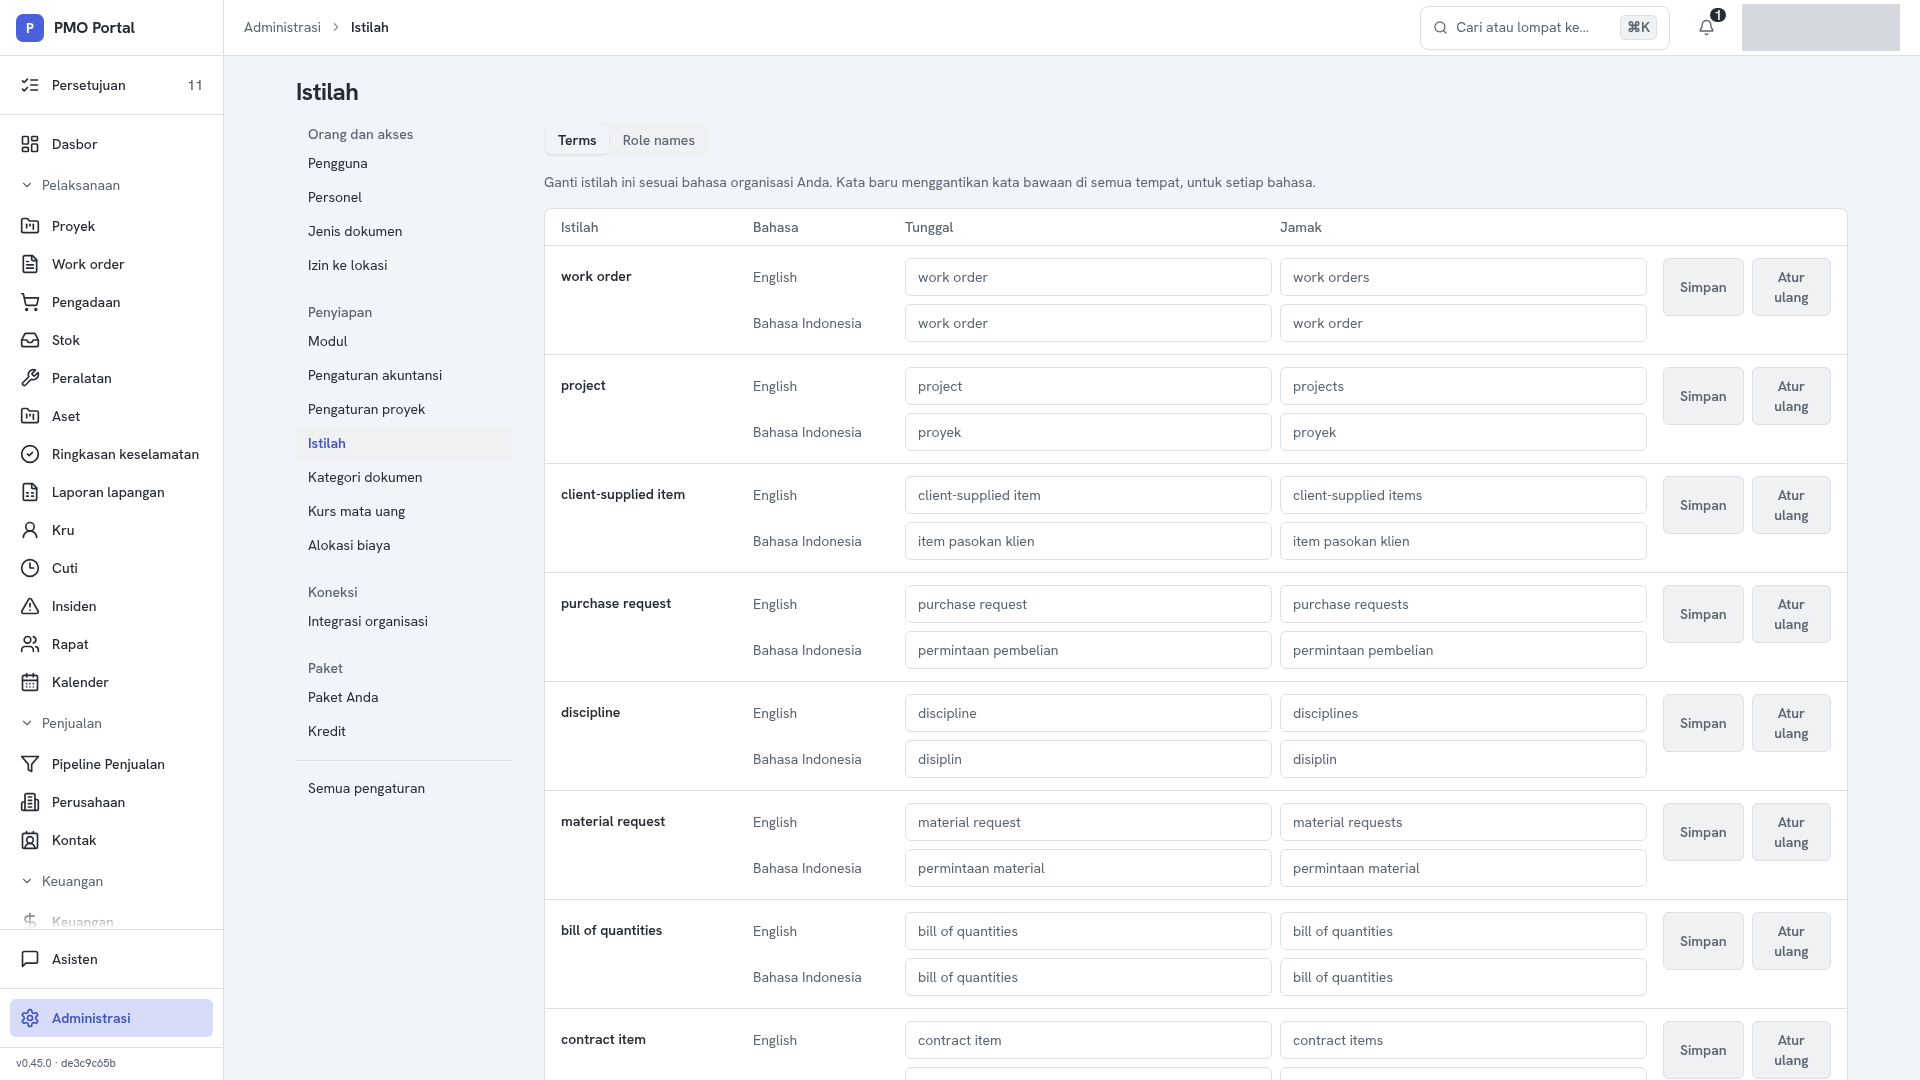 P PMO Portal
Administrasi > Istilah
Cari atau lompat ke... ⌘K
1
Persetujuan 11
Dasbor
Pelaksanaan
Proyek
Work order
Pengadaan
Stok
Peralatan
Aset
Ringkasan keselamatan
Laporan lapangan
Kru
Cuti
Insiden
Rapat
Kalender
Penjualan
Pipeline Penjualan
Perusahaan
Kontak
Keuangan
Keuangan
Asisten
Administrasi
v0.45.0 · de3c9c65b
Istilah
Orang dan akses
Pengguna
Personel
Jenis dokumen
Izin ke lokasi
Penyiapan
Modul
Pengaturan akuntansi
Pengaturan proyek
Istilah
Kategori dokumen
Kurs mata uang
Alokasi biaya
Koneksi
Integrasi organisasi
Paket
Paket Anda
Kredit
Semua pengaturan
Terms Role names
Ganti istilah ini sesuai bahasa organisasi Anda. Kata baru menggantikan kata bawaan di semua tempat, untuk setiap bahasa.
Istilah Bahasa Tunggal Jamak
work order English work order work orders Simpan Atur ulang
Bahasa Indonesia work order work order
project English project projects Simpan Atur ulang
Bahasa Indonesia proyek proyek
client-supplied item English client-supplied item client-supplied items Simpan Atur ulang
Bahasa Indonesia item pasokan klien item pasokan klien
purchase request English purchase request purchase requests Simpan Atur ulang
Bahasa Indonesia permintaan pembelian permintaan pembelian
discipline English discipline disciplines Simpan Atur ulang
Bahasa Indonesia disiplin disiplin
material request English material request material requests Simpan Atur ulang
Bahasa Indonesia permintaan material permintaan material
bill of quantities English bill of quantities bill of quantities Simpan Atur ulang
Bahasa Indonesia bill of quantities bill of quantities
contract item English contract item contract items Simpan Atur ulang